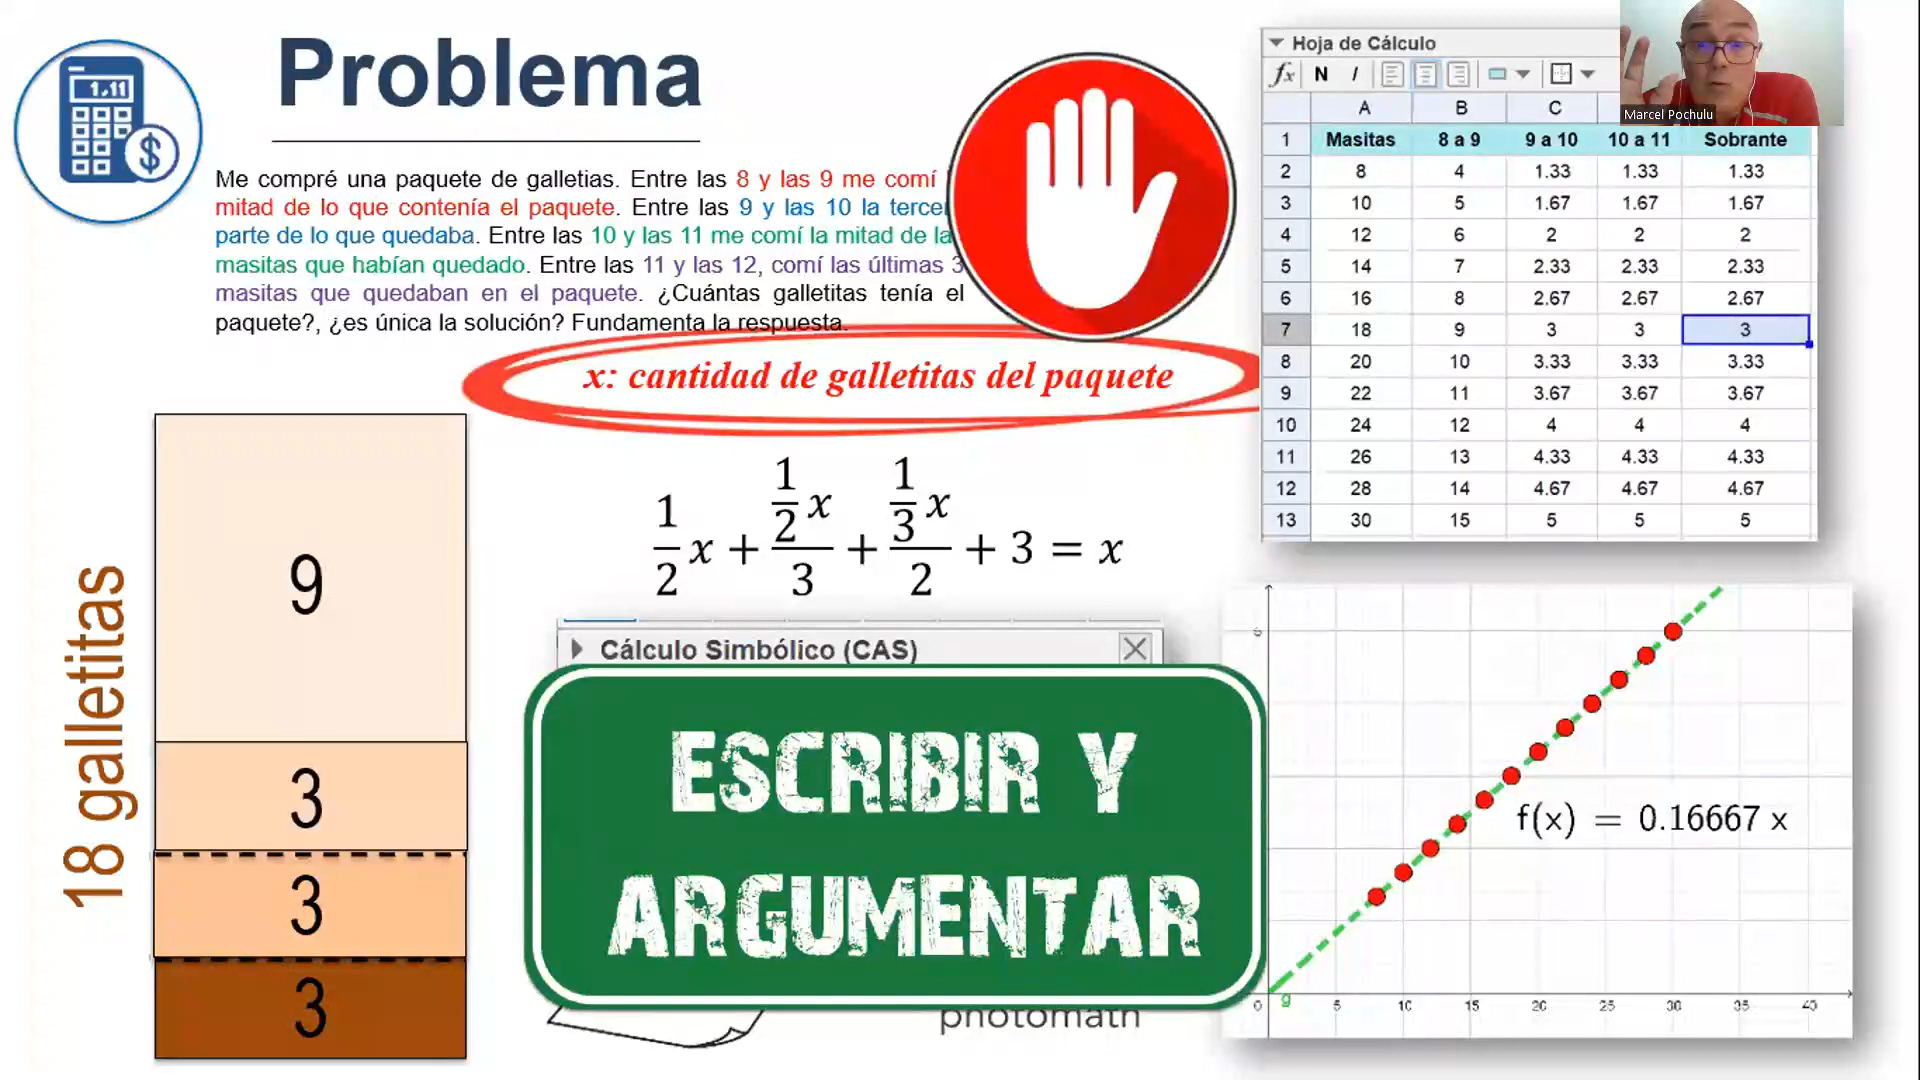 Problema
1.11
$
Me compré una paquete de galletias. Entre las 8 y las 9 me comí
mitad de lo que contenía el paquete. Entre las 9 y las 10 la
parte de lo que quedaba. Entre las 10 y las 11 me comí la mitad de
masitas que habían quedado. Entre las 11 y las 12, comí las últimas 3
masitas que quedaban en el paquete. ¿Cuántas galletitas tenía el
paquete?, ¿es única la solución? Fundamenta la respuesta.
x: cantidad de galletitas del paquete
1/2 x + (1/2 x)/3 + (1/3 x)/2 + 3 = x
Cálculo Simbólico (CAS)
ESCRIBIR Y
ARGUMENTAR
photomath
18 galletitas
9
3
3
3
Hoja de Cálculo
fx N I
Marcel Pochulu
A B C
1 Masitas 8 a 9 9 a 10 10 a 11 Sobrante
2 8 4 1.33 1.33 1.33
3 10 5 1.67 1.67 1.67
4 12 6 2 2 2
5 14 7 2.33 2.33 2.33
6 16 8 2.67 2.67 2.67
7 18 9 3 3 3
8 20 10 3.33 3.33 3.33
9 22 11 3.67 3.67 3.67
10 24 12 4 4 4
11 26 13 4.33 4.33 4.33
12 28 14 4.67 4.67 4.67
13 30 15 5 5 5
f(x) = 0.16667 x
g
0 5 10 15 20 25 30 35 40